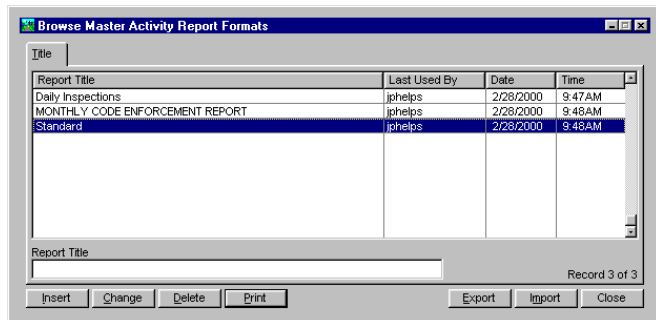 Browse Master Activity Report Formats
Title
Report Title Last Used By Date Time
Daily Inspections jphelps 2/28/2000 9:47AM
MONTHLY CODE ENFORCEMENT REPORT jphelps 2/28/2000 9:48AM
Standard jphelps 2/28/2000 9:48AM
Report Title
Record 3 of 3
Insert Change Delete Print Export Import Close